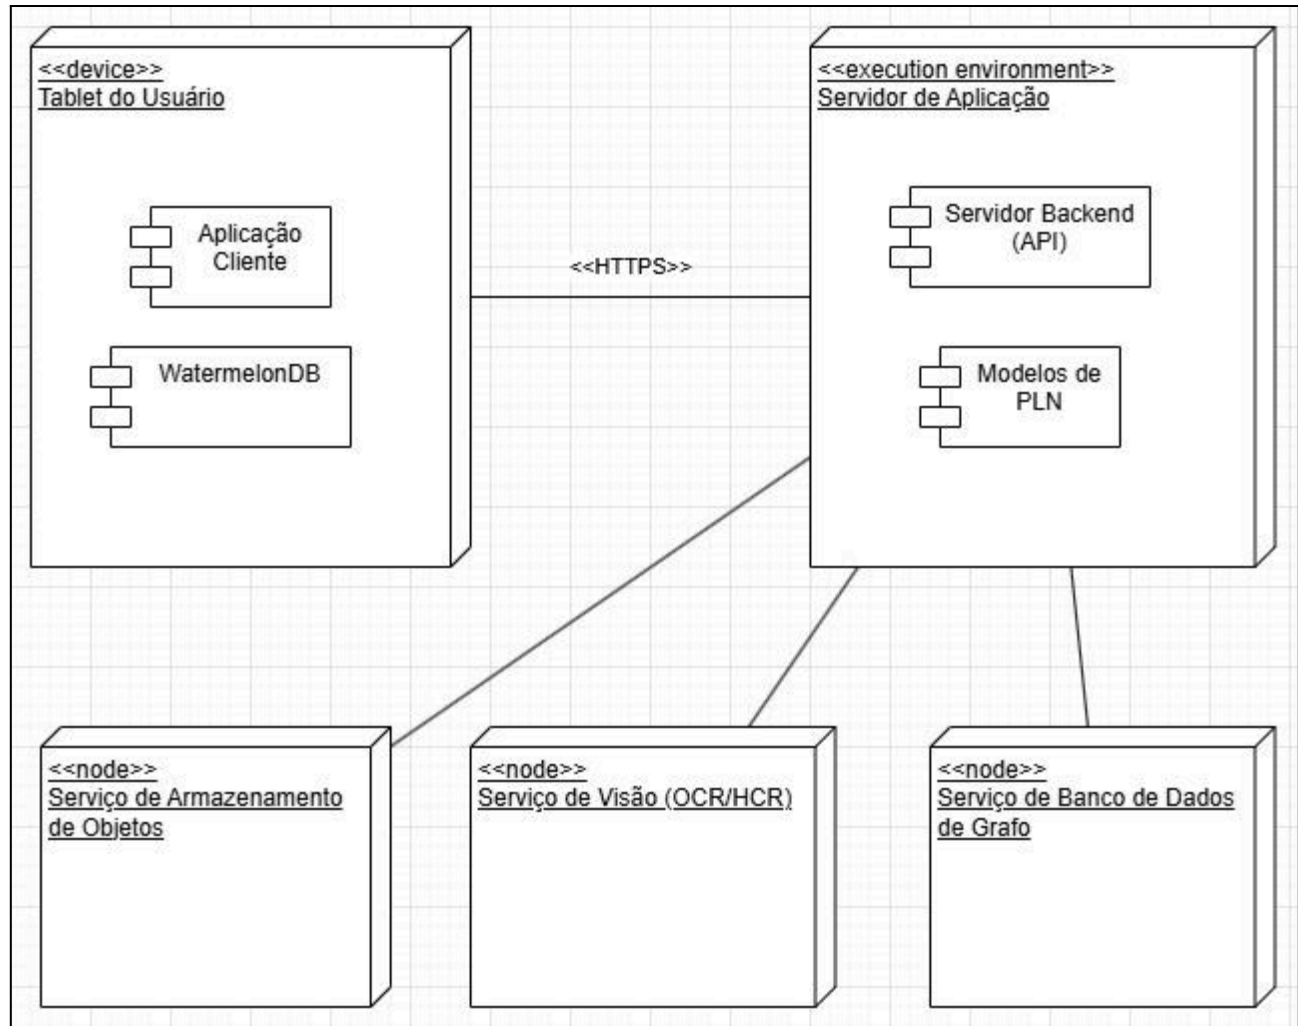 <<device>>
Tablet do Usuário
Aplicação
Cliente
WatermelonDB
<<HTTPS>>
<<execution environment>>
Servidor de Aplicação
Servidor Backend
(API)
Modelos de
PLN
<<node>>
Serviço de Armazenamento
de Objetos
<<node>>
Serviço de Visão (OCR/HCR)
<<node>>
Serviço de Banco de Dados
de Grafo